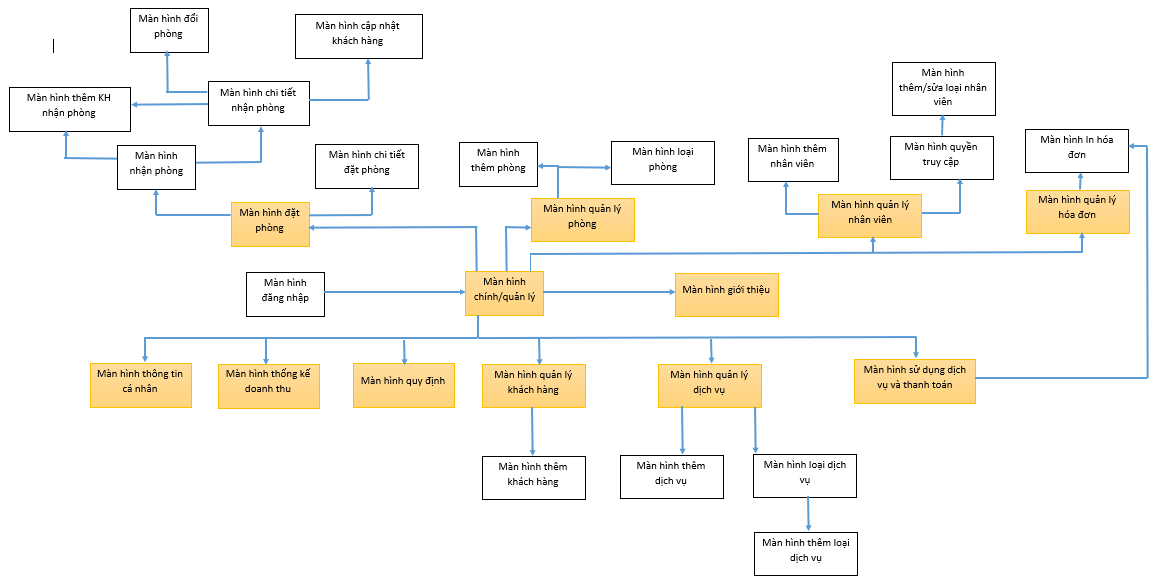 Màn hình đổi
phòng
Màn hình cập nhật
khách hàng
Màn hình thêm KH
nhận phòng
Màn hình chi tiết
nhận phòng
Màn hình
thêm/sửa loại nhân
viên
Màn hình
nhận phòng
Màn hình chi tiết
đặt phòng
Màn hình
thêm phòng
Màn hình loại
phòng
Màn hình thêm
nhân viên
Màn hình quyền
truy cập
Màn hình In hóa
đơn
Màn hình đặt
phòng
Màn hình quản lý
phòng
Màn hình quản lý
nhân viên
Màn hình quản lý
hóa đơn
Màn hình
đăng nhập
Màn hình
chính/quản lý
Màn hình giới thiệu
Màn hình thông tin
cá nhân
Màn hình thống kế
doanh thu
Màn hình quy định
Màn hình quản lý
khách hàng
Màn hình quản lý
dịch vụ
Màn hình sử dụng dịch
vụ và thanh toán
Màn hình thêm
khách hàng
Màn hình thêm
dịch vụ
Màn hình loại dịch
vụ
Màn hình thêm loại
dịch vụ